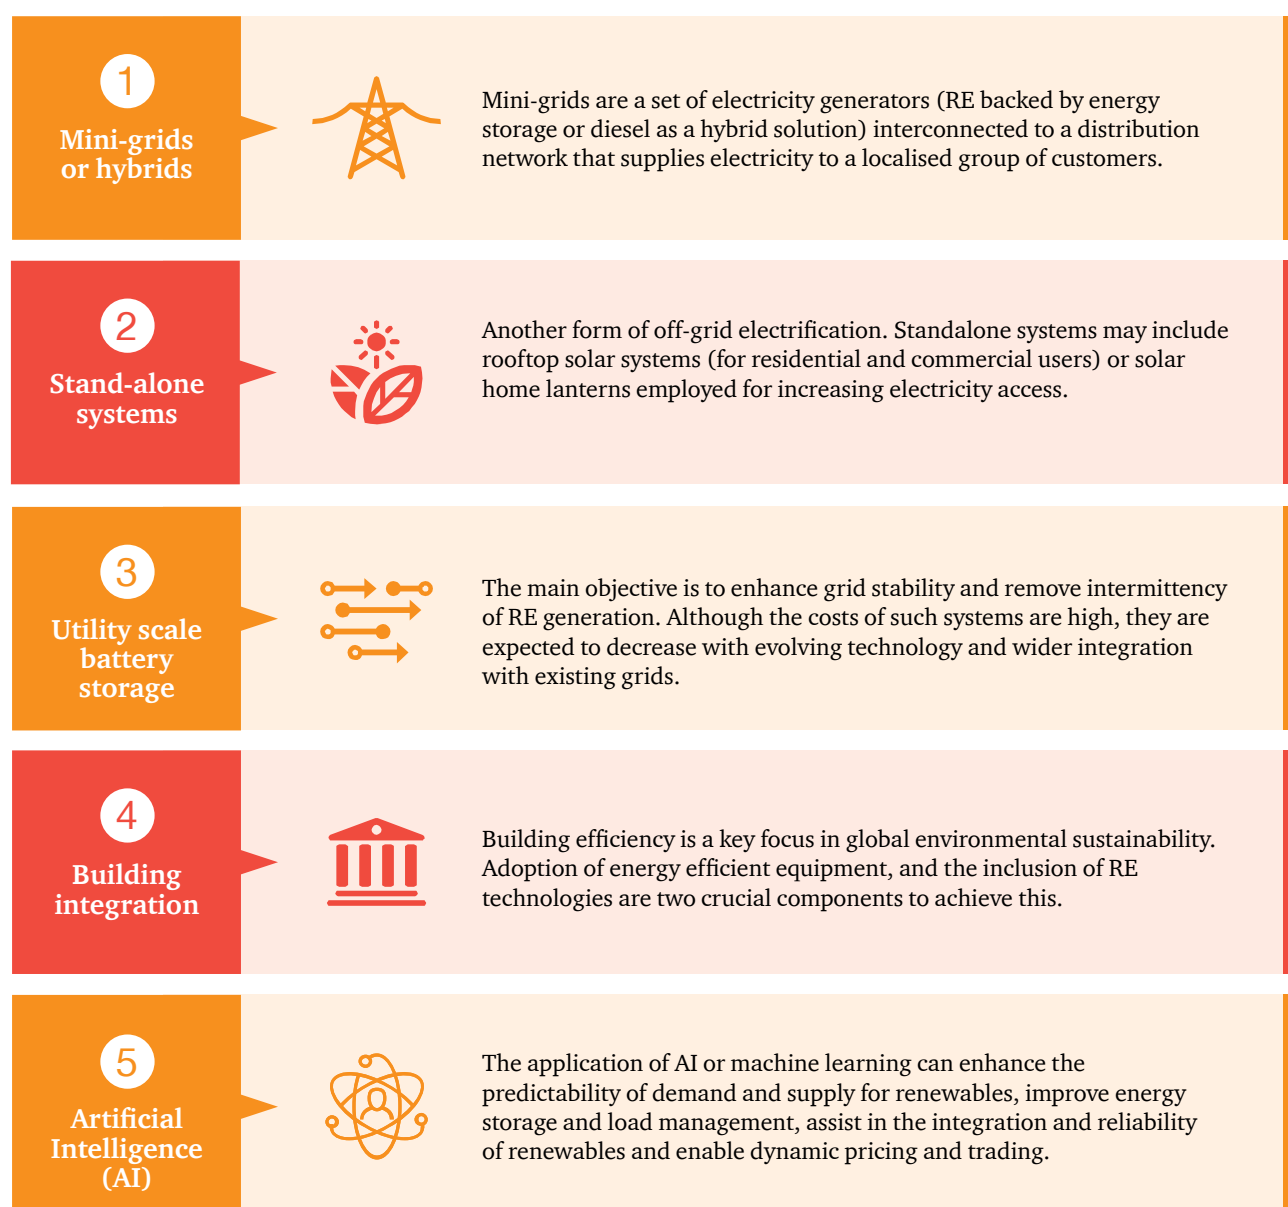 1
Mini-grids
or hybrids
Mini-grids are a set of electricity generators (RE backed by energy
storage or diesel as a hybrid solution) interconnected to a distribution
network that supplies electricity to a localised group of customers.
2
Stand-alone
systems
Another form of off-grid electrification. Standalone systems may include
rooftop solar systems (for residential and commercial users) or solar
home lanterns employed for increasing electricity access.
3
Utility scale
battery
storage
The main objective is to enhance grid stability and remove intermittency
of RE generation. Although the costs of such systems are high, they are
expected to decrease with evolving technology and wider integration
with existing grids.
4
Building
integration
Building efficiency is a key focus in global environmental sustainability.
Adoption of energy efficient equipment, and the inclusion of RE
technologies are two crucial components to achieve this.
5
Artificial
Intelligence
(AI)
The application of AI or machine learning can enhance the
predictability of demand and supply for renewables, improve energy
storage and load management, assist in the integration and reliability
of renewables and enable dynamic pricing and trading.